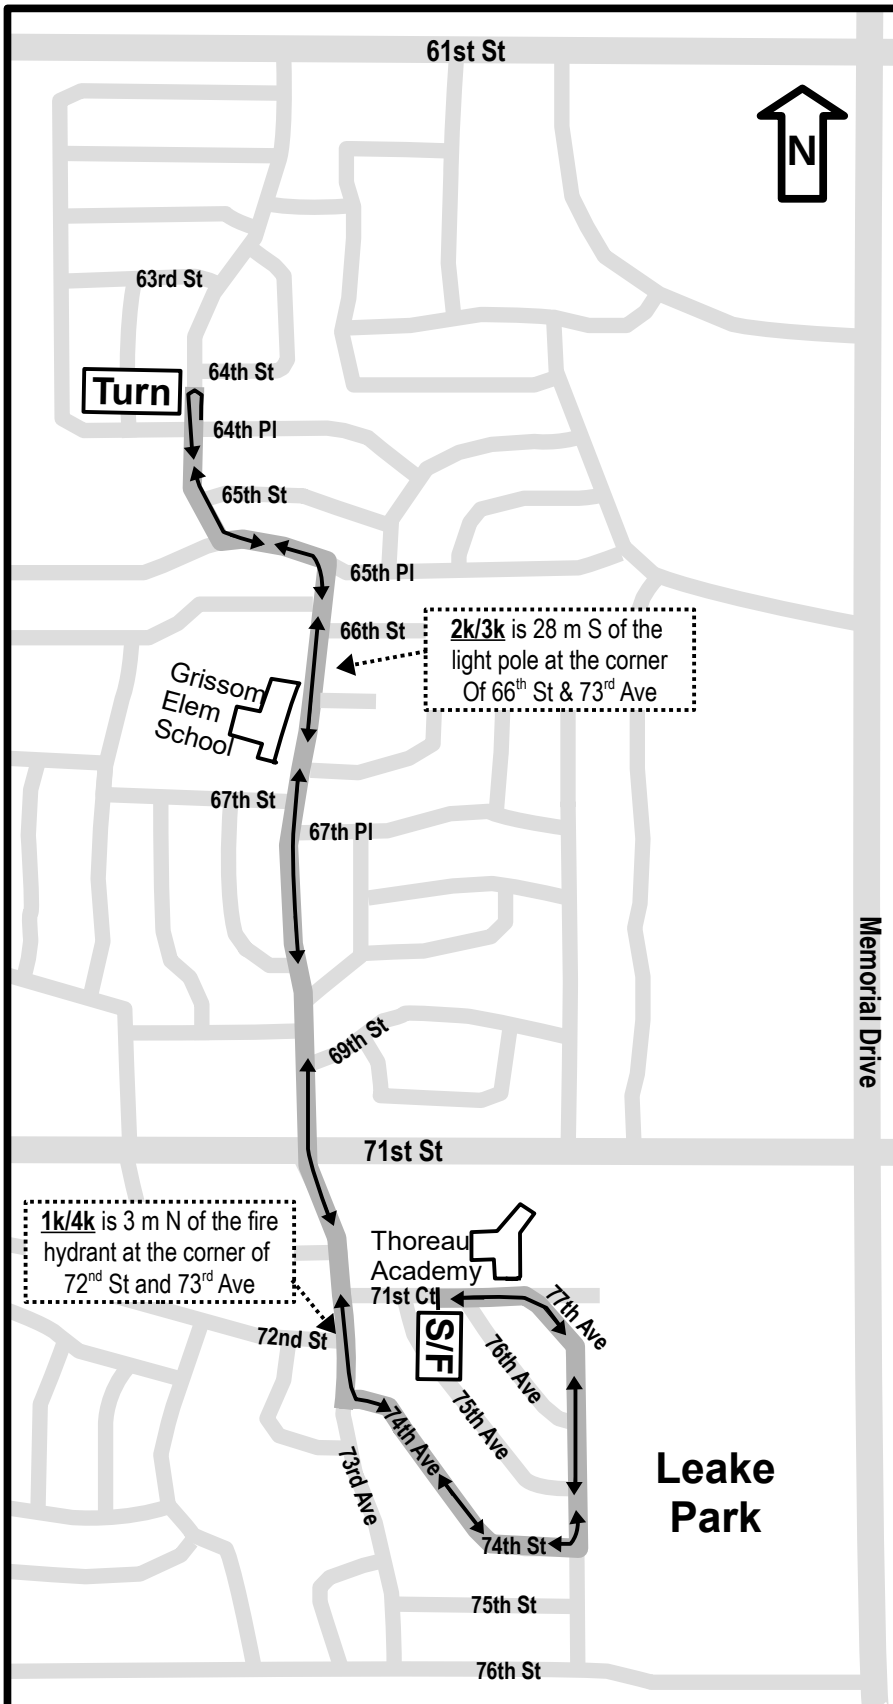 61st St
N
63rd St
64th St
Turn
64th Pl
65th St
65th Pl
66th St
2k/3k is 28 m S of the
light pole at the corner
Of 66th St & 73rd Ave
Grissom
Elem
School
67th St
67th Pl
Memorial Drive
69th St
71st St
1k/4k is 3 m N of the fire
hydrant at the corner of
72nd St and 73rd Ave
Thoreau
Academy
71st Ct
77th Ave
S/F
72nd St
76th Ave
75th Ave
74th Ave
73rd Ave
Leake
Park
74th St
75th St
76th St